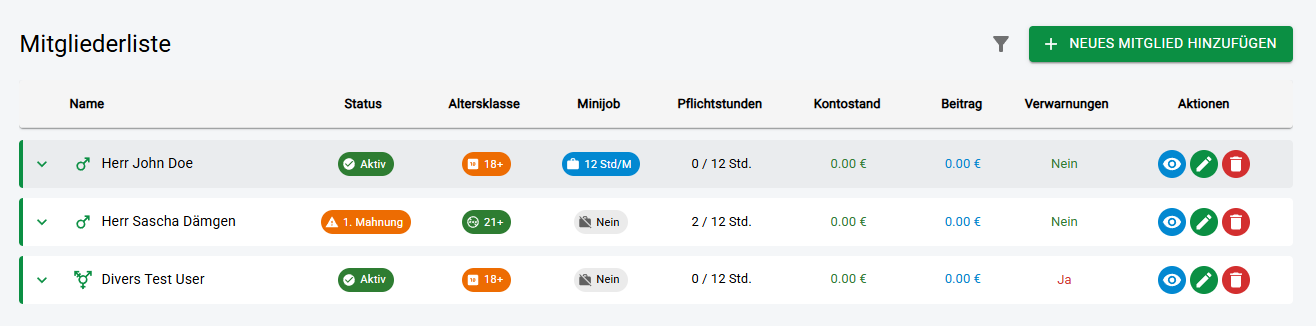 Mitgliederliste
NEUES MITGLIED HINZUFÜGEN
Name Status Altersklasse Minijob Pflichtstunden Kontostand Beitrag Verwarnungen Aktionen
Herr John Doe Aktiv 18+ 12 Std/M 0 / 12 Std. 0.00 € 0.00 € Nein
Herr Sascha Dämgen 1. Mahnung 21+ Nein 2 / 12 Std. 0.00 € 0.00 € Nein
Divers Test User Aktiv 18+ Nein 0 / 12 Std. 0.00 € 0.00 € Ja